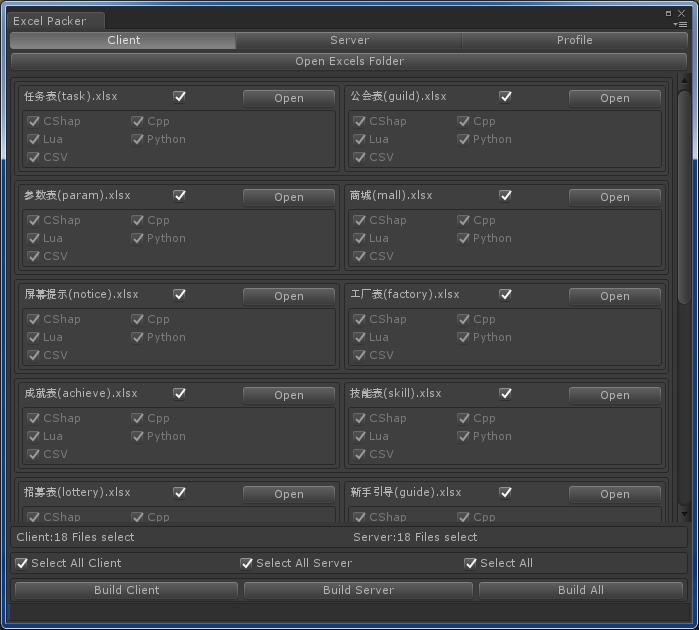 Excel Packer
Client Server Profile
Open Excels Folder
任务表(task).xlsx Open 公会表(guild).xlsx Open
CShap Cpp CShap Cpp
Lua Python Lua Python
CSV CSV
参数表(param).xlsx Open 商城(mall).xlsx Open
CShap Cpp CShap Cpp
Lua Python Lua Python
CSV CSV
屏幕提示(notice).xlsx Open 工厂表(factory).xlsx Open
CShap Cpp CShap Cpp
Lua Python Lua Python
CSV CSV
成就表(achieve).xlsx Open 技能表(skill).xlsx Open
CShap Cpp CShap Cpp
Lua Python Lua Python
CSV CSV
招募表(lottery).xlsx Open 新手引导(guide).xlsx Open
CShap Cpp CShap Cpp
Client:18 Files select Server:18 Files select
Select All Client Select All Server Select All
Build Client Build Server Build All